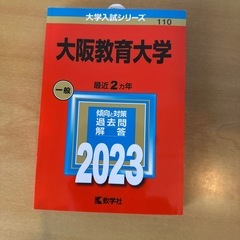 大学入試シリーズ
110
大阪教育大学
一般
最近2ヵ年
傾向と対策
過去問
解答
2023
教学社